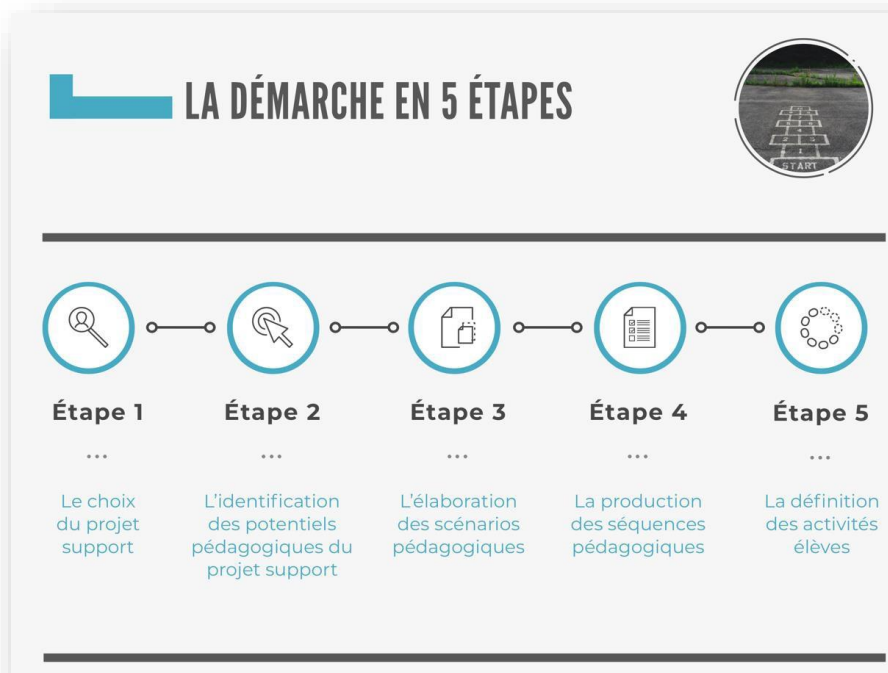 LA DÉMARCHE EN 5 ÉTAPES
START
Étape 1
...
Le choix
du projet
support
Étape 2
...
L'identification
des potentiels
pédagogiques du
projet support
Étape 3
...
L'élaboration
des scénarios
pédagogiques
Étape 4
...
La production
des séquences
pédagogiques
Étape 5
...
La définition
des activités
élèves